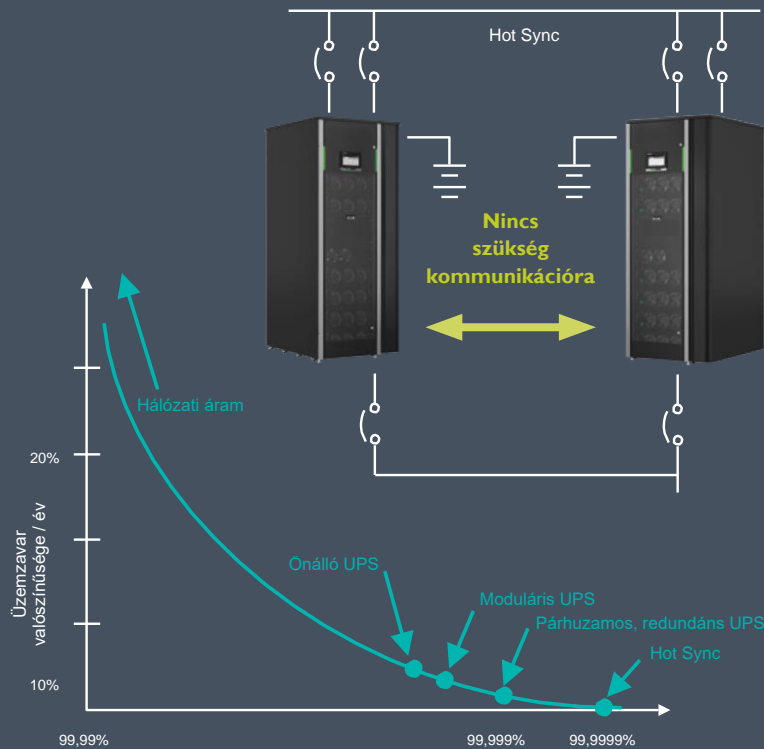 Hot Sync
Nincs
szükség
kommunikációra
Hálózati áram
20%
Üzemzavar
valószínűsége / év
Önálló UPS
Moduláris UPS
Párhuzamos, redundáns UPS
Hot Sync
10%
99,99%
99,999%
99,9999%